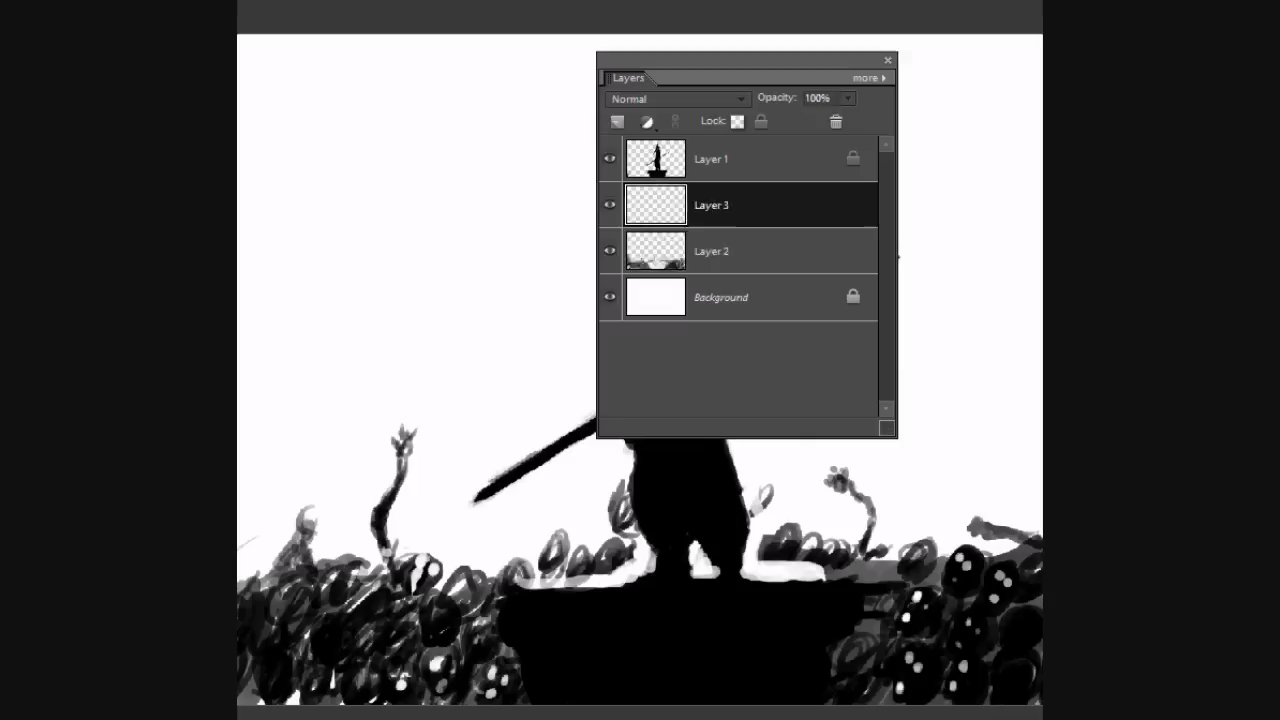 Layers
more
Normal
Opacity: 100%
Lock:
Layer 1
Layer 3
Layer 2
Background